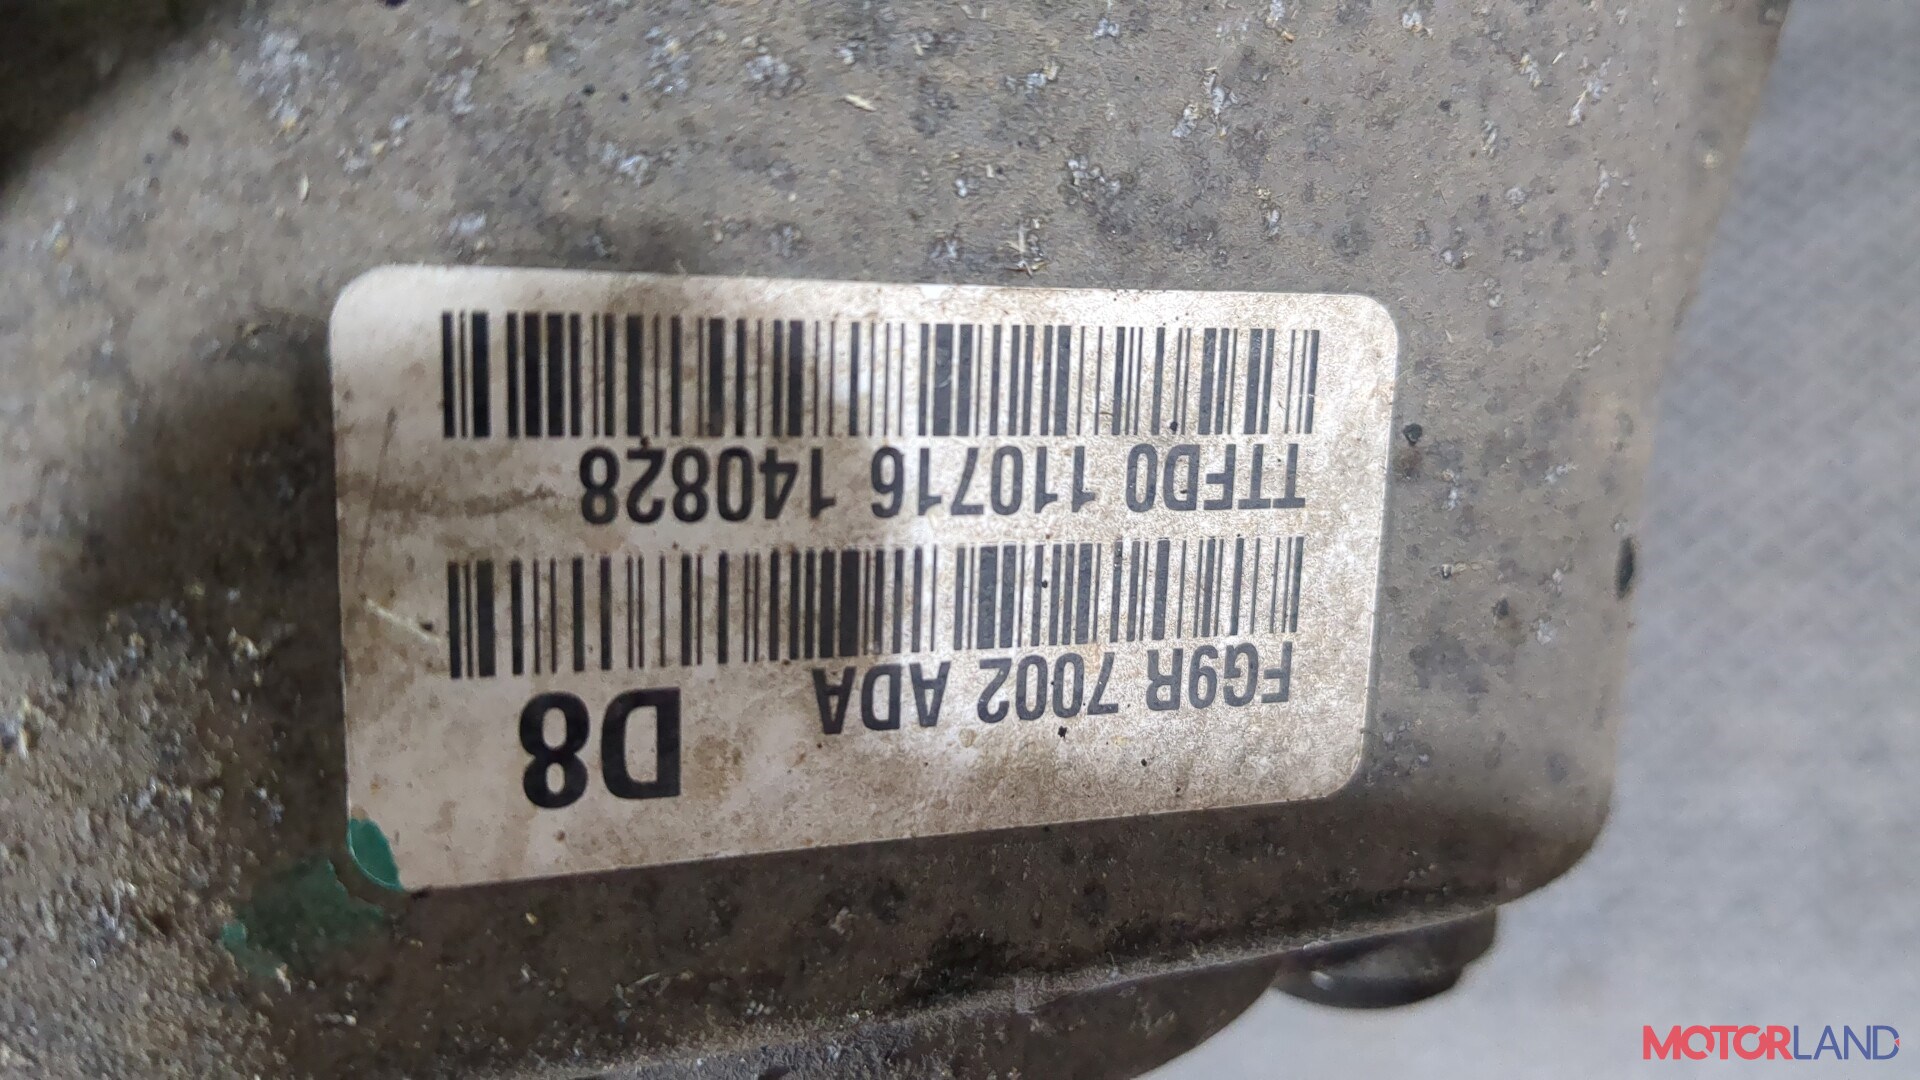 D8
FG9R 7002 ADA
TTFD0 110716 140828
MOTORLAND